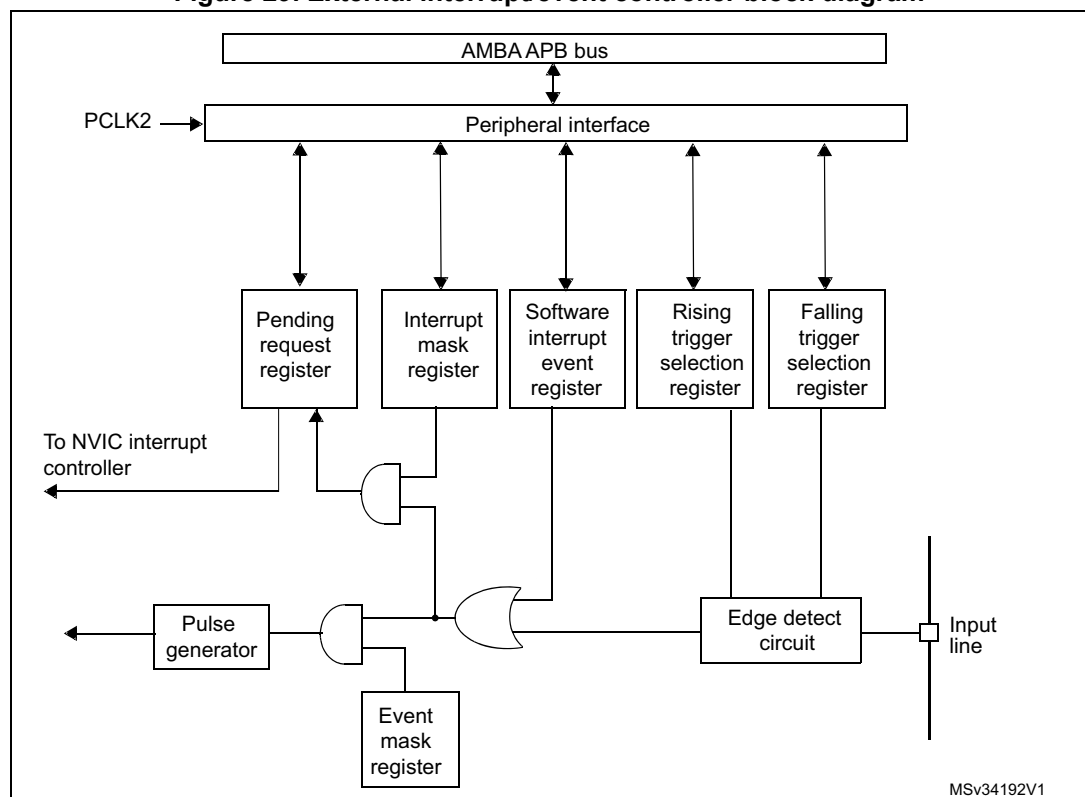 AMBA APB bus
PCLK2
Peripheral interface
Pending
request
register
Interrupt
mask
register
Software
interrupt
event
register
Rising
trigger
selection
register
Falling
trigger
selection
register
To NVIC interrupt
controller
Pulse
generator
Edge detect
circuit
Input
line
Event
mask
register
MSv34192V1